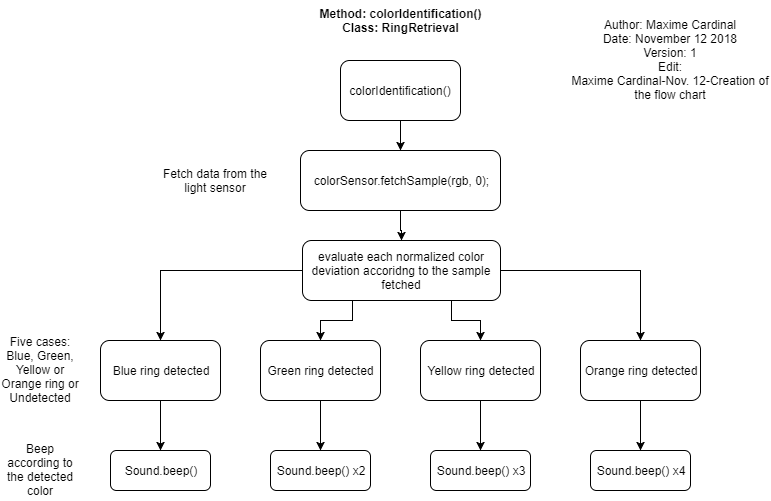 Method: colorIdentification()
Class: RingRetrieval
Author: Maxime Cardinal
Date: November 12 2018
Version: 1
Edit:
Maxime Cardinal-Nov. 12-Creation of
the flow chart
colorIdentification()
Fetch data from the
light sensor
colorSensor.fetchSample(rgb, 0);
evaluate each normalized color
deviation accoridng to the sample
fetched
Five cases:
Blue, Green,
Yellow or
Orange ring or
Undetected
Blue ring detected
Green ring detected
Yellow ring detected
Orange ring detected
Beep
according to
the detected
color
Sound.beep()
Sound.beep() x2
Sound.beep() x3
Sound.beep() x4